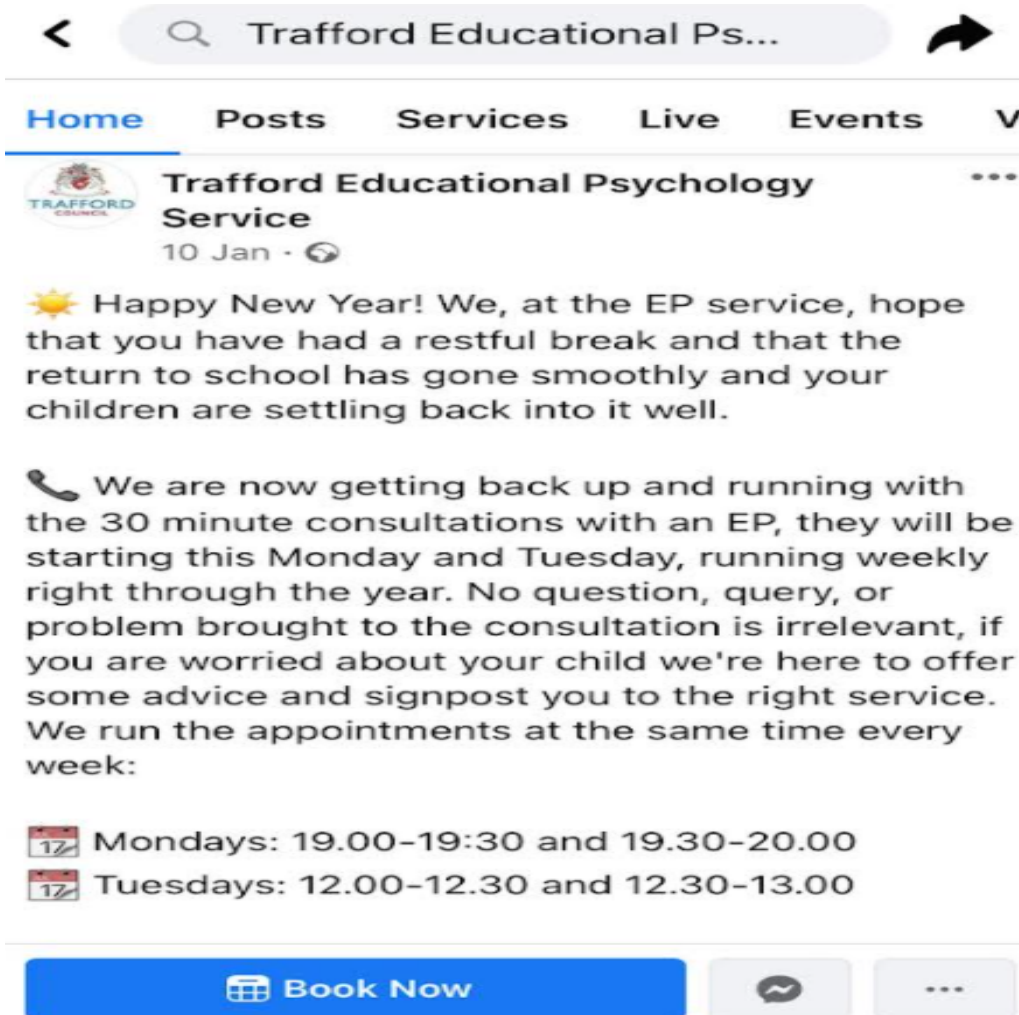 Trafford Educational Ps...
Home Posts Services Live Events V
TRAFFORD
COUNCIL
Trafford Educational Psychology
Service
10 Jan ·
Happy New Year! We, at the EP service, hope
that you have had a restful break and that the
return to school has gone smoothly and your
children are settling back into it well.
We are now getting back up and running with
the 30 minute consultations with an EP, they will be
starting this Monday and Tuesday, running weekly
right through the year. No question, query, or
problem brought to the consultation is irrelevant, if
you are worried about your child we're here to offer
some advice and signpost you to the right service.
We run the appointments at the same time every
week:
17 Mondays: 19.00-19:30 and 19.30-20.00
17 Tuesdays: 12.00-12.30 and 12.30-13.00
Book Now